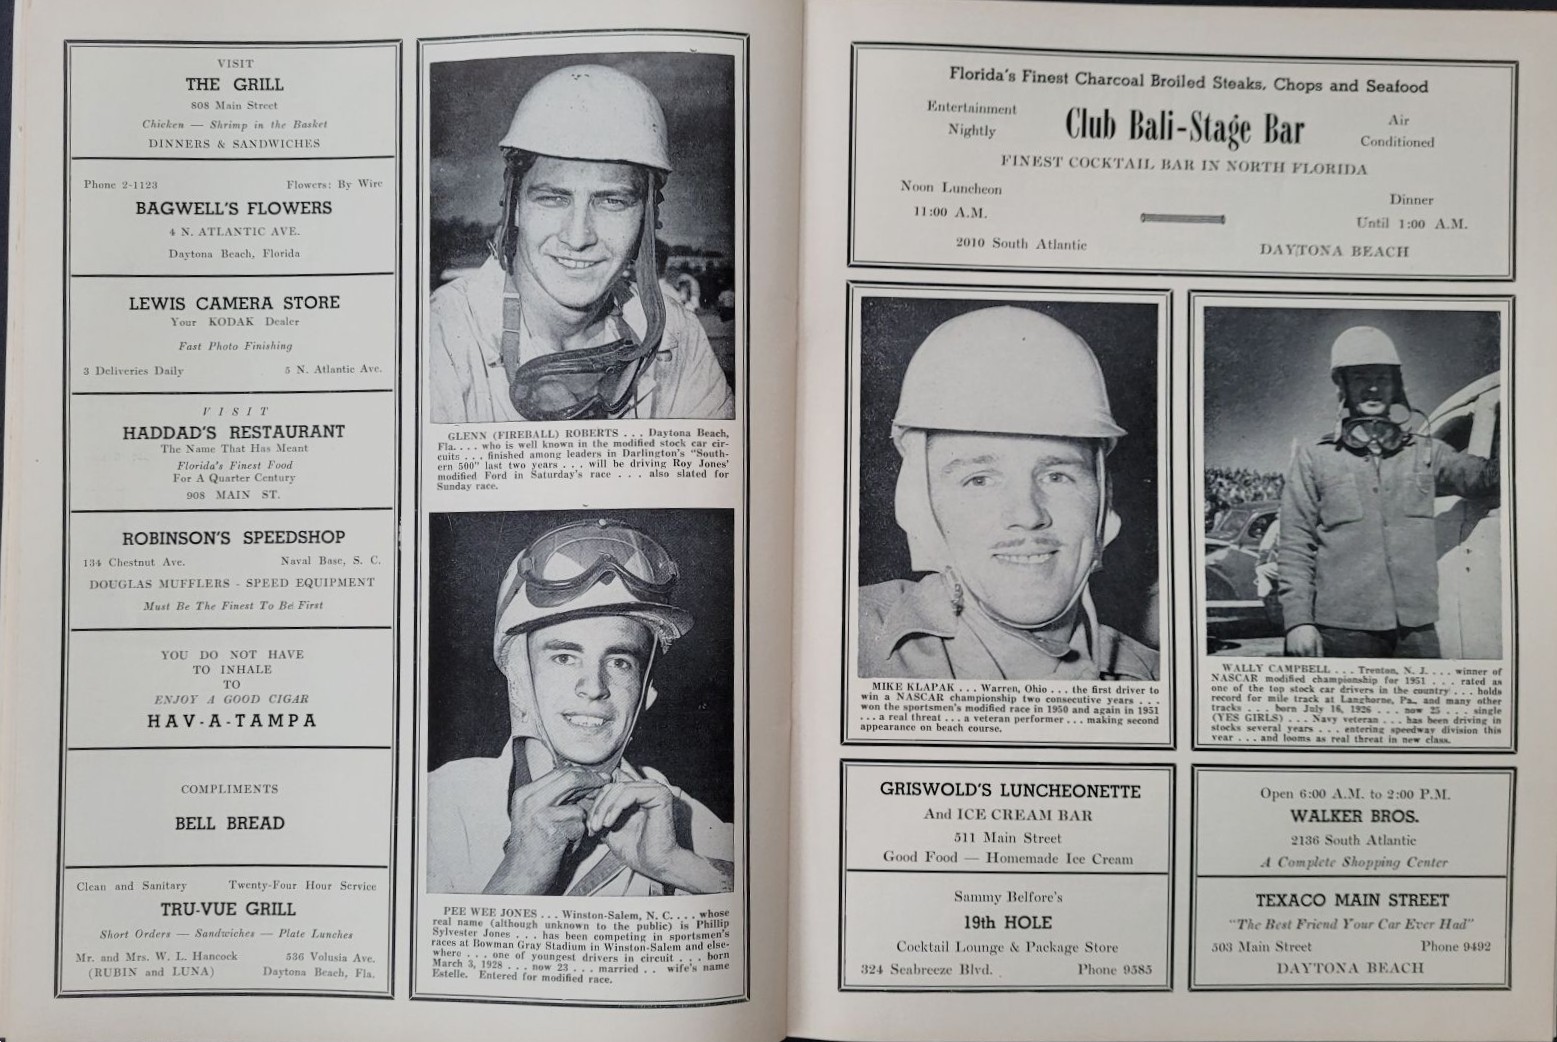 VISIT
THE GRILL
808 Main Street
Chicken — Shrimp in the Basket
DINNERS & SANDWICHES
Phone 2-1123 Flowers: By Wire
BAGWELL'S FLOWERS
4 N. ATLANTIC AVE.
Daytona Beach, Florida
LEWIS CAMERA STORE
Your KODAK Dealer
Fast Photo Finishing
3 Deliveries Daily 5 N. Atlantic Ave.
VISIT
HADDAD'S RESTAURANT
The Name That Has Meant
Florida's Finest Food
For A Quarter Century
908 MAIN ST.
ROBINSON'S SPEEDSHOP
134 Chestnut Ave. Naval Base, S. C.
DOUGLAS MUFFLERS - SPEED EQUIPMENT
Must Be The Finest To Be First
YOU DO NOT HAVE
TO INHALE
TO
ENJOY A GOOD CIGAR
HAV-A-TAMPA
COMPLIMENTS
BELL BREAD
Clean and Sanitary Twenty-Four Hour Service
TRU-VUE GRILL
Short Orders — Sandwiches — Plate Lunches
Mr. and Mrs. W. L. Hancock 536 Volusia Ave.
(RUBIN and LUNA) Daytona Beach, Fla.
GLENN (FIREBALL) ROBERTS . . . Daytona Beach,
Fla. . . . who is well known in the modified stock car cir-
cuits . . . finished among leaders in Darlington's "South-
ern 500" last two years . . . will be driving Roy Jones'
modified Ford in Saturday's race . . . also slated for
Sunday race.
PEE WEE JONES . . . Winston-Salem, N. C. . . . whose
real name (although unknown to the public) is Phillip
Sylvester Jones . . . has been competing in sportsmen's
races at Bowman Gray Stadium in Winston-Salem and else-
where . . . one of youngest drivers in circuit . . . born
March 3, 1928 . . . now 23 . . . married . . wife's name
Estelle. Entered for modified race.
Florida's Finest Charcoal Broiled Steaks, Chops and Seafood
Entertainment
Nightly
Club Bali-Stage Bar
Air
Conditioned
FINEST COCKTAIL BAR IN NORTH FLORIDA
Noon Luncheon
11:00 A.M.
Dinner
Until 1:00 A.M.
2010 South Atlantic DAYTONA BEACH
MIKE KLAPAK . . . Warren, Ohio . . . the first driver to
win a NASCAR championship two consecutive years . . .
won the sportsmen's modified race in 1950 and again in 1951
. . . a real threat . . . a veteran performer . . . making second
appearance on beach course.
WALLY CAMPBELL . . . Trenton, N. J. . . . winner of
NASCAR modified championship for 1951 . . . rated as
one of the top stock car drivers in the country . . . holds
record for mile track at Langhorne, Pa., and many other
tracks . . . born July 16, 1926 . . . now 25 . . . single
(YES GIRLS) . . . Navy veteran . . . has been driving in
stocks several years . . . entering speedway division this
year . . . and looms as real threat in new class.
GRISWOLD'S LUNCHEONETTE
And ICE CREAM BAR
511 Main Street
Good Food — Homemade Ice Cream
Sammy Belfore's
19th HOLE
Cocktail Lounge & Package Store
324 Seabreeze Blvd. Phone 9585
Open 6:00 A.M. to 2:00 P.M.
WALKER BROS.
2136 South Atlantic
A Complete Shopping Center
TEXACO MAIN STREET
"The Best Friend Your Car Ever Had"
503 Main Street Phone 9492
DAYTONA BEACH